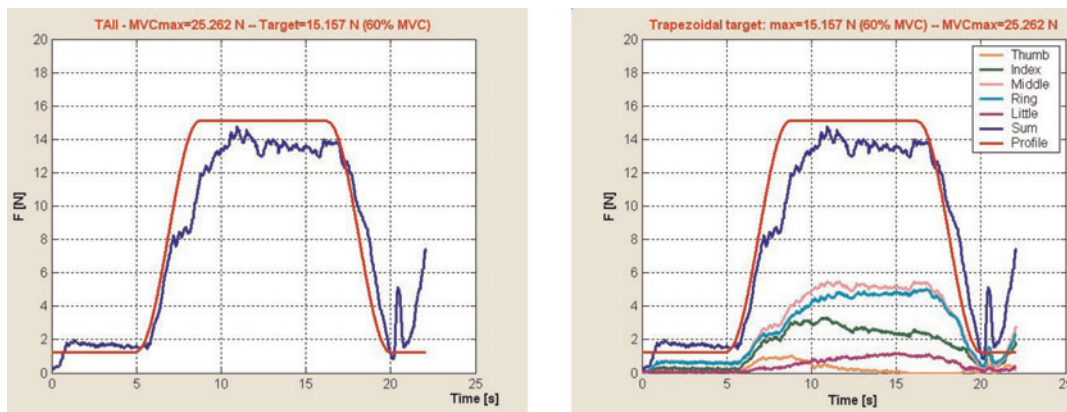 TAll - MVCmax=25.262 N -- Target=15.157 N (60% MVC)
20
18
16
14
12
10
8
6
4
2
0
F [N]
0 5 10 15 20 25
Time [s]
Trapezoidal target: max=15.157 N (60% MVC) -- MVCmax=25.262 N
20
18
16
14
12
10
8
6
4
2
0
F [N]
Thumb
Index
Middle
Ring
Little
Sum
Profile
0 5 10 15 20 25
Time [s]